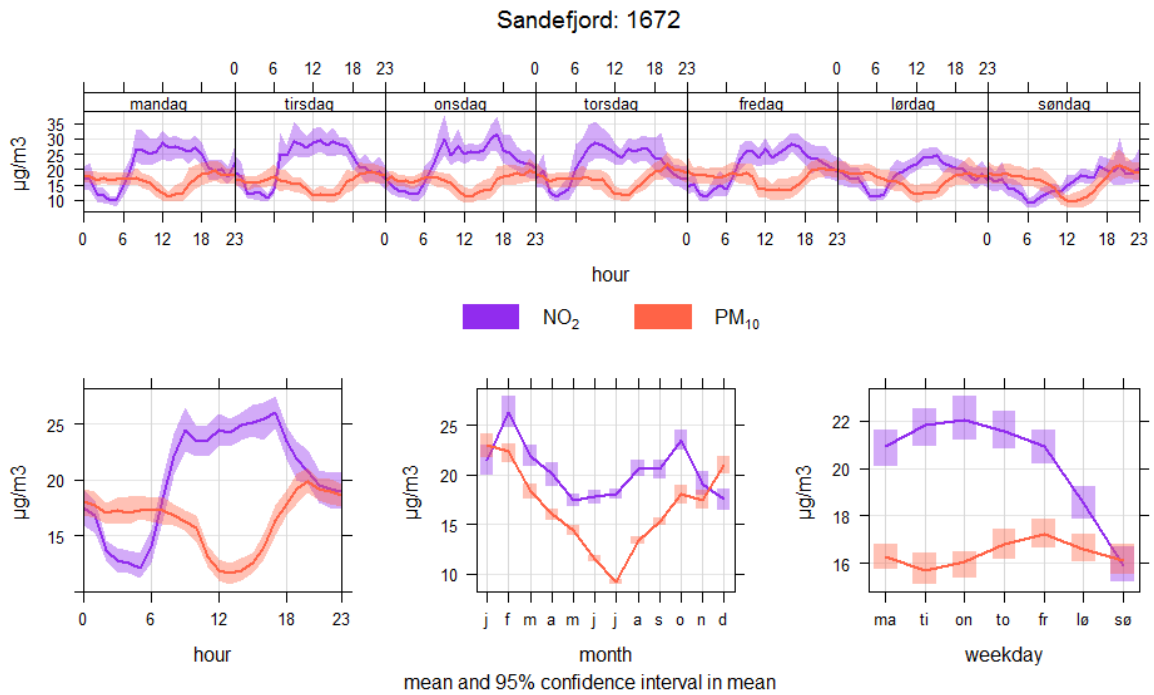 Sandefjord: 1672
0 6 12 18 23 0 6 12 18 23 0 6 12 18 23
mandag tirsdag onsdag torsdag fredag lørdag søndag
µg/m3
35
30
25
20
15
10
0 6 12 18 23 0 6 12 18 23 0 6 12 18 23 0 6 12 18 23
hour
NO2 PM10
µg/m3
25
20
15
0 6 12 18 23
hour
µg/m3
25
20
15
10
j f m a m j j a s o n d
month
µg/m3
22
20
18
16
ma ti on to fr lø sø
weekday
mean and 95% confidence interval in mean